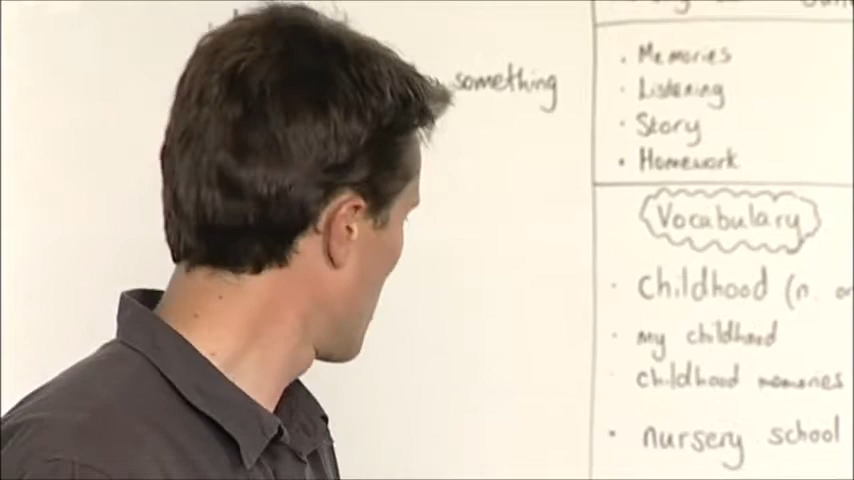 something
· Memories
· Listening
· Story
· Homework
Vocabulary
· childhood (n.
· my childhood
· childhood memories
· nursery school